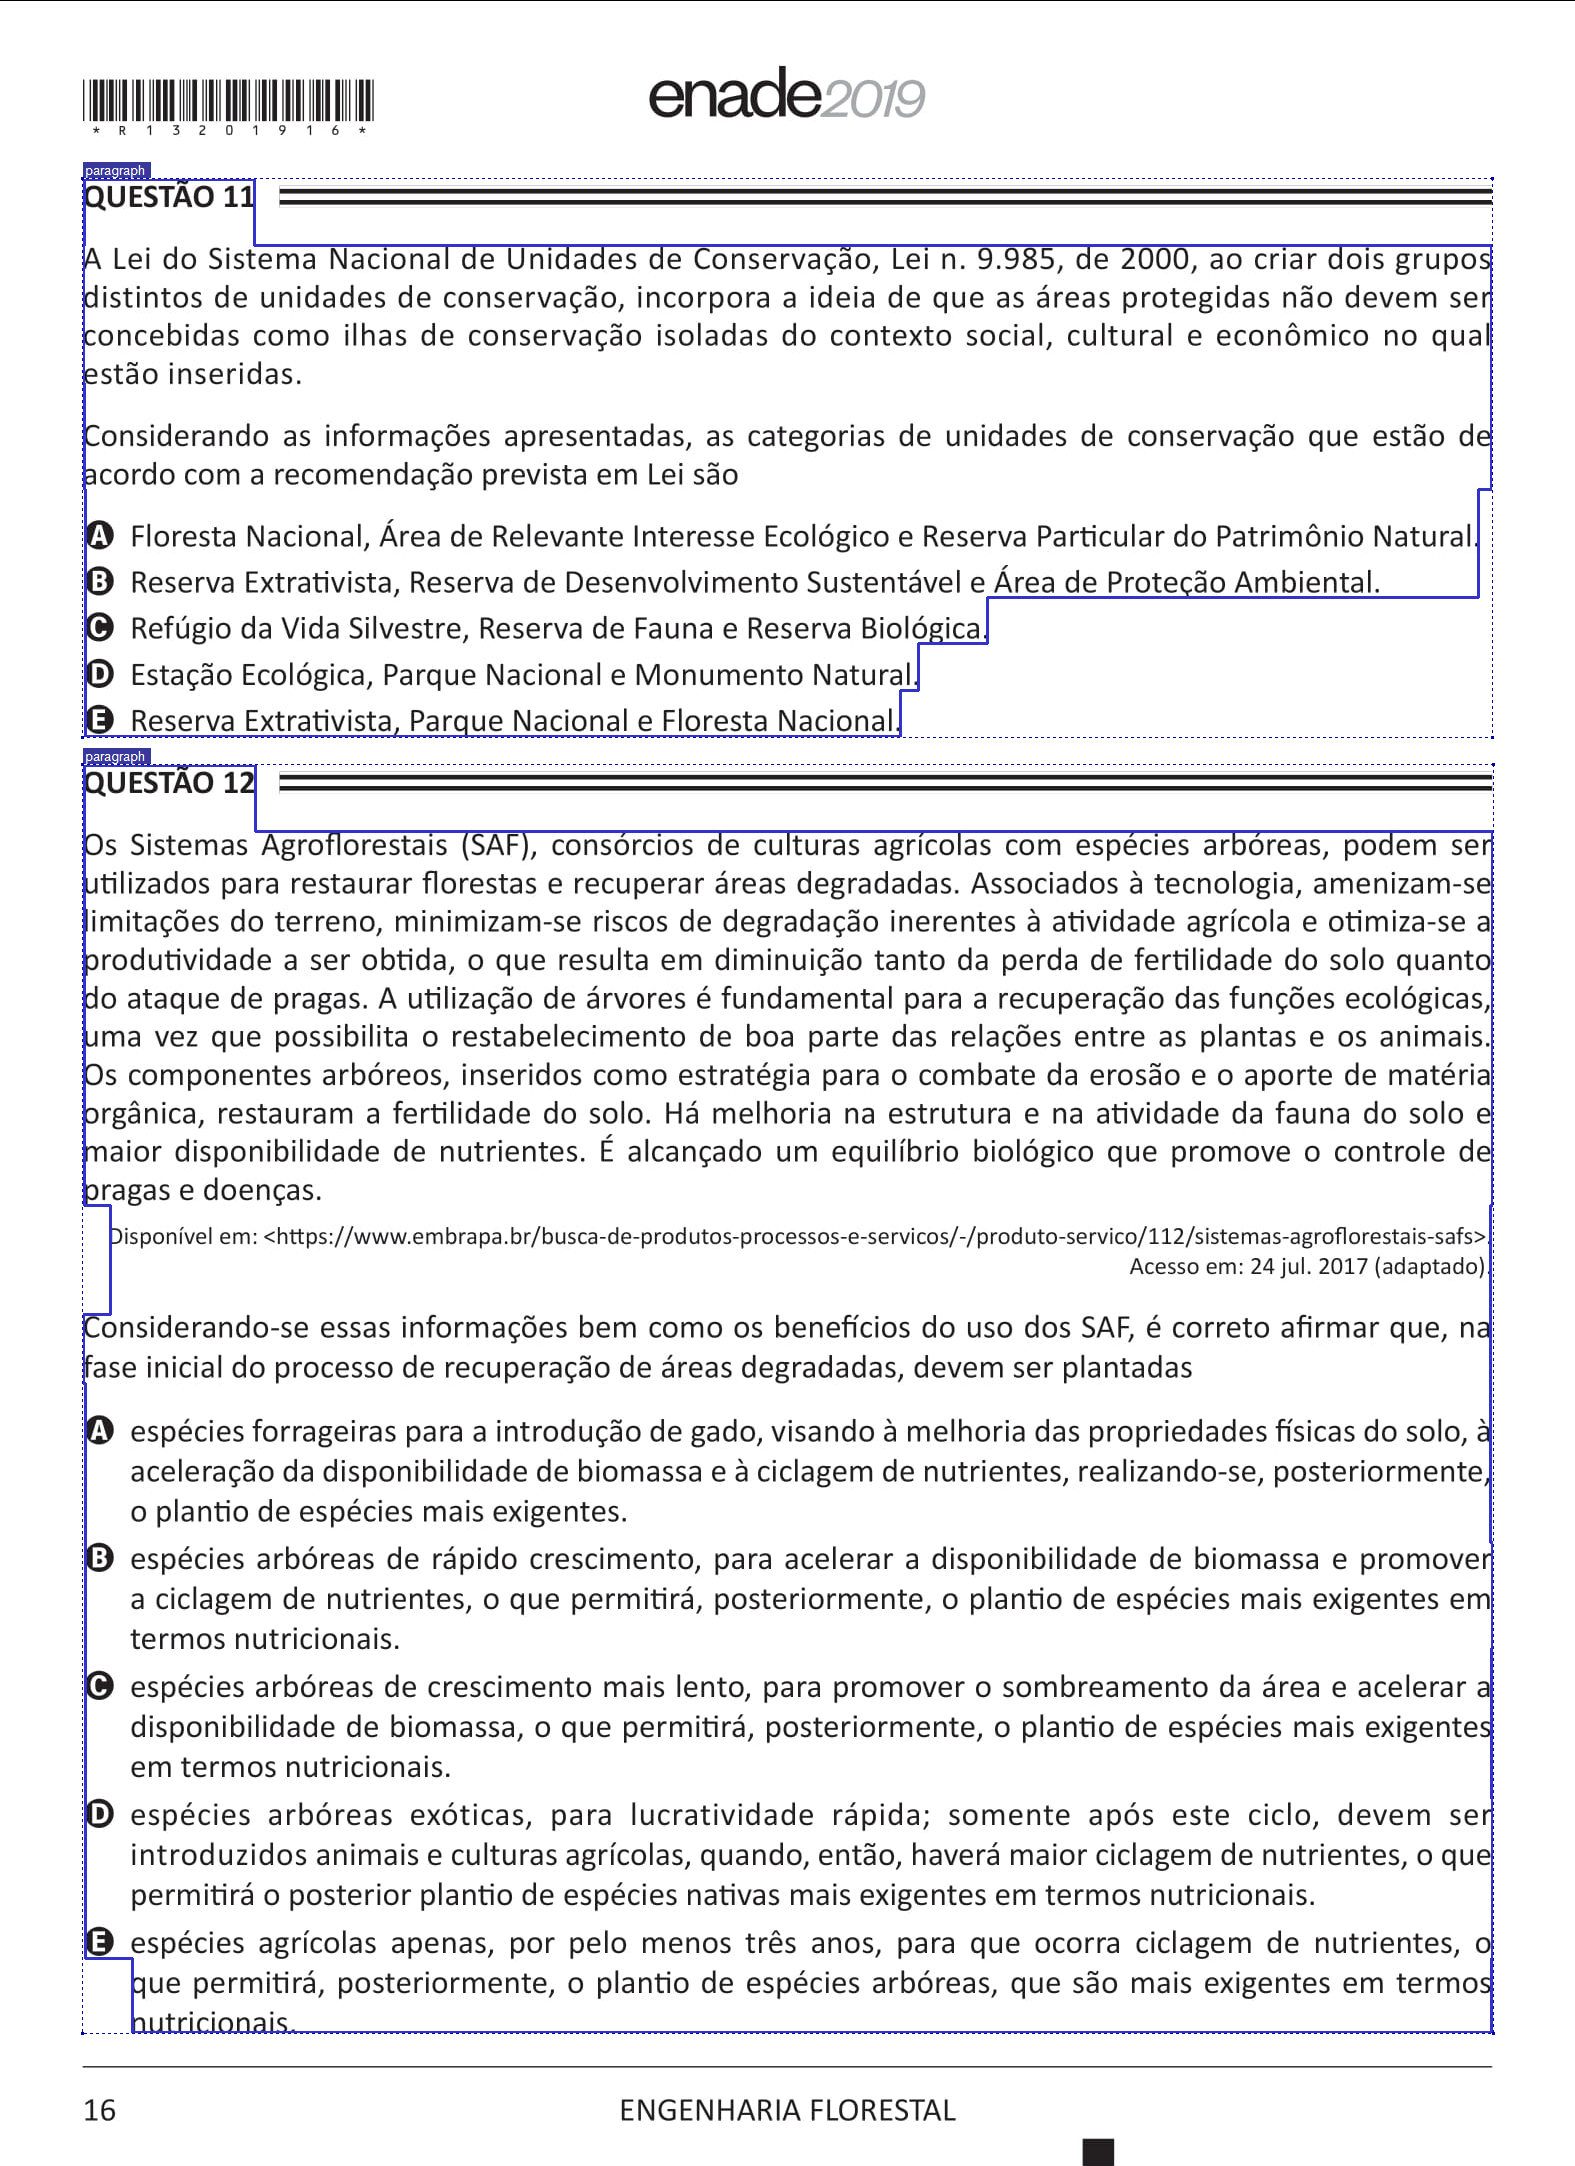 *R13201916*
enade2019
paragraph
QUESTÃO 11
A Lei do Sistema Nacional de Unidades de Conservação, Lei n. 9.985, de 2000, ao criar dois grupos
distintos de unidades de conservação, incorpora a ideia de que as áreas protegidas não devem ser
concebidas como ilhas de conservação isoladas do contexto social, cultural e econômico no qual
estão inseridas.
Considerando as informações apresentadas, as categorias de unidades de conservação que estão de
acordo com a recomendação prevista em Lei são
A Floresta Nacional, Área de Relevante Interesse Ecológico e Reserva Particular do Patrimônio Natural.
B Reserva Extrativista, Reserva de Desenvolvimento Sustentável e Área de Proteção Ambiental.
C Refúgio da Vida Silvestre, Reserva de Fauna e Reserva Biológica.
D Estação Ecológica, Parque Nacional e Monumento Natural.
E Reserva Extrativista, Parque Nacional e Floresta Nacional.
paragraph
QUESTÃO 12
Os Sistemas Agroflorestais (SAF), consórcios de culturas agrícolas com espécies arbóreas, podem ser
utilizados para restaurar florestas e recuperar áreas degradadas. Associados à tecnologia, amenizam-se
limitações do terreno, minimizam-se riscos de degradação inerentes à atividade agrícola e otimiza-se a
produtividade a ser obtida, o que resulta em diminuição tanto da perda de fertilidade do solo quanto
do ataque de pragas. A utilização de árvores é fundamental para a recuperação das funções ecológicas,
uma vez que possibilita o restabelecimento de boa parte das relações entre as plantas e os animais.
Os componentes arbóreos, inseridos como estratégia para o combate da erosão e o aporte de matéria
orgânica, restauram a fertilidade do solo. Há melhoria na estrutura e na atividade da fauna do solo e
maior disponibilidade de nutrientes. É alcançado um equilíbrio biológico que promove o controle de
pragas e doenças.
Disponível em: <https://www.embrapa.br/busca-de-produtos-processos-e-servicos/-/produto-servico/112/sistemas-agroflorestais-safs>.
Acesso em: 24 jul. 2017 (adaptado).
Considerando-se essas informações bem como os benefícios do uso dos SAF, é correto afirmar que, na
fase inicial do processo de recuperação de áreas degradadas, devem ser plantadas
A espécies forrageiras para a introdução de gado, visando à melhoria das propriedades físicas do solo, à
aceleração da disponibilidade de biomassa e à ciclagem de nutrientes, realizando-se, posteriormente,
o plantio de espécies mais exigentes.
B espécies arbóreas de rápido crescimento, para acelerar a disponibilidade de biomassa e promover
a ciclagem de nutrientes, o que permitirá, posteriormente, o plantio de espécies mais exigentes em
termos nutricionais.
C espécies arbóreas de crescimento mais lento, para promover o sombreamento da área e acelerar a
disponibilidade de biomassa, o que permitirá, posteriormente, o plantio de espécies mais exigentes
em termos nutricionais.
D espécies arbóreas exóticas, para lucratividade rápida; somente após este ciclo, devem ser
introduzidos animais e culturas agrícolas, quando, então, haverá maior ciclagem de nutrientes, o que
permitirá o posterior plantio de espécies nativas mais exigentes em termos nutricionais.
E espécies agrícolas apenas, por pelo menos três anos, para que ocorra ciclagem de nutrientes, o
que permitirá, posteriormente, o plantio de espécies arbóreas, que são mais exigentes em termos
nutricionais.
16
ENGENHARIA FLORESTAL